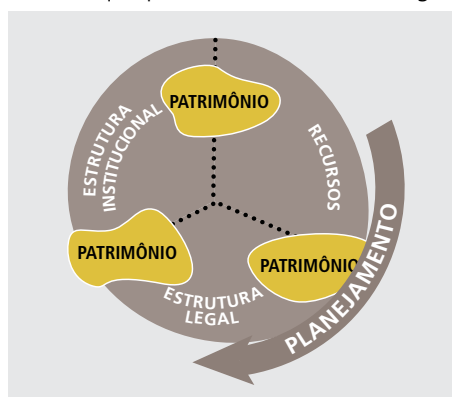 PATRIMÔNIO
ESTRUTURA
INSTITUCIONAL
RECURSOS
PATRIMÔNIO
PATRIMÔNIO
ESTRUTURA
LEGAL
PLANEJAMENTO